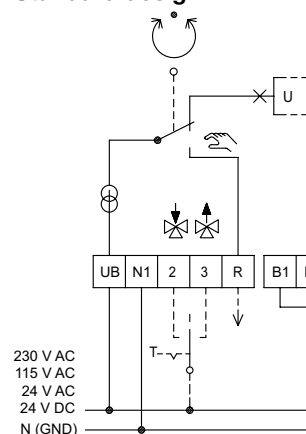 U
UB N1 2 3 R B1
T
230 V AC
115 V AC
24 V AC
24 V DC
N (GND)